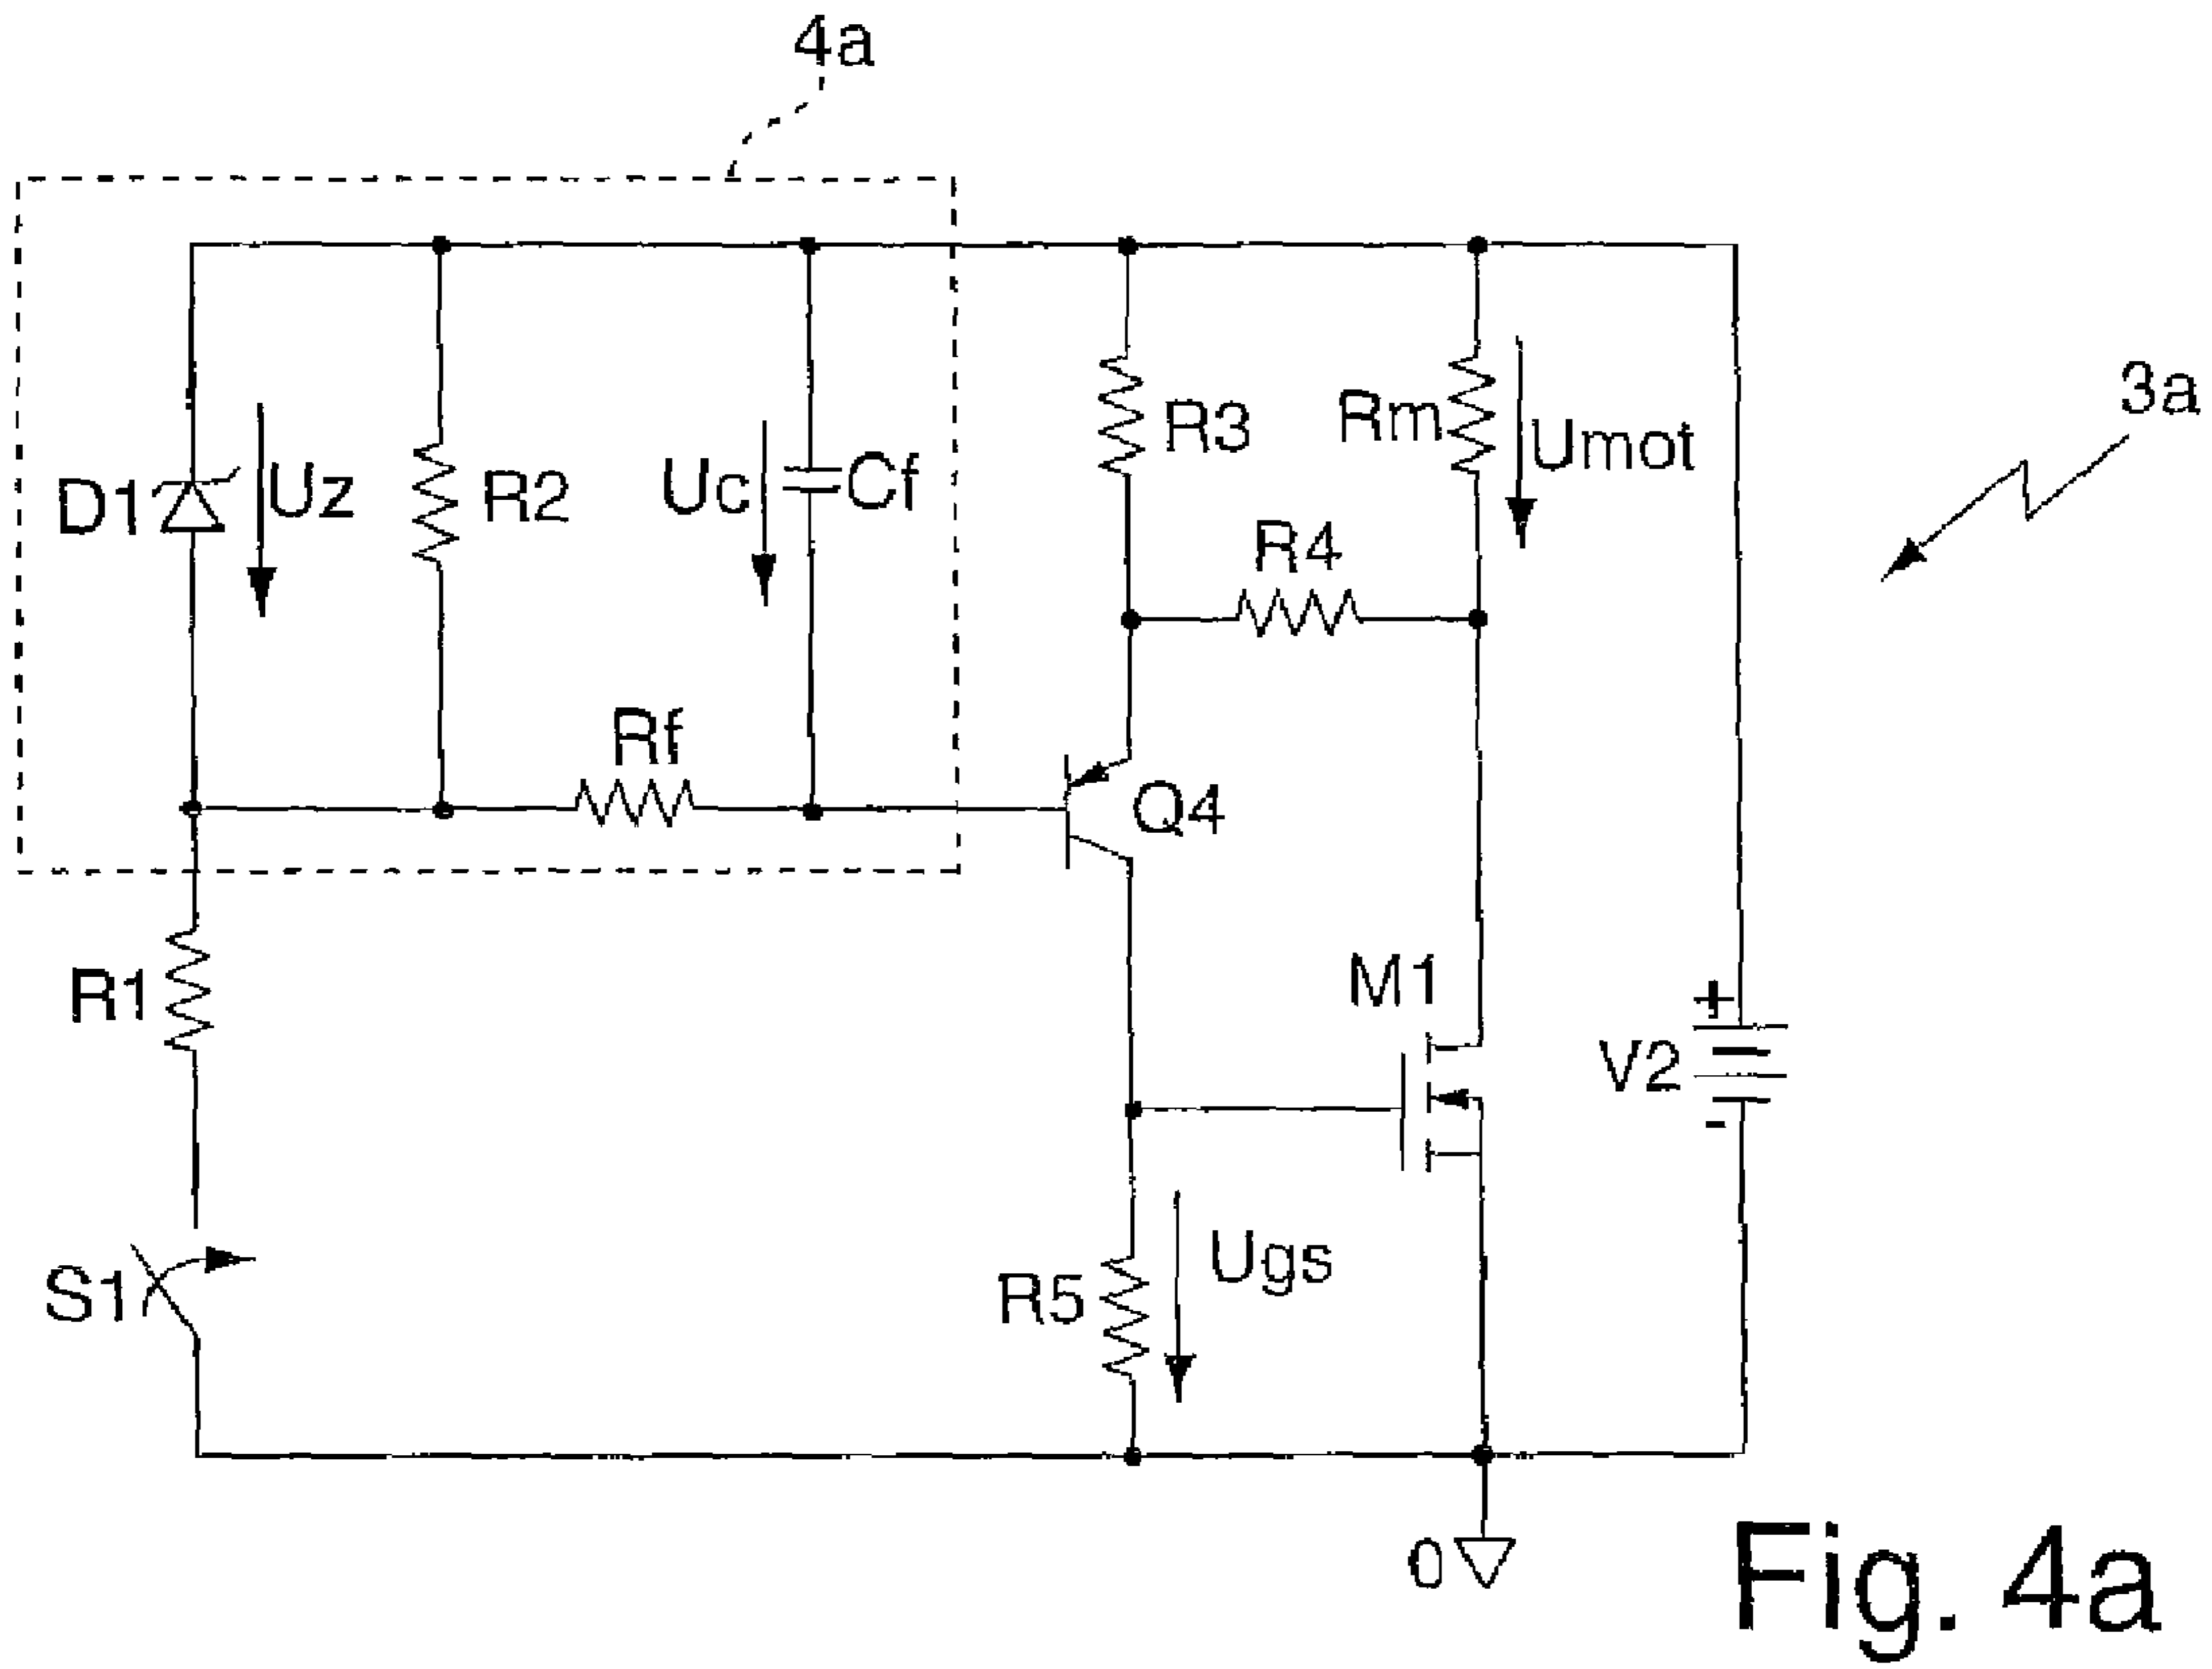 4a
3a
D1
Uz
R2
Uc
Cf
R3
Rm
Umot
R4
Rf
Q4
R1
M1
+
V2
-
S1
R5
Ugs
0
Fig. 4a